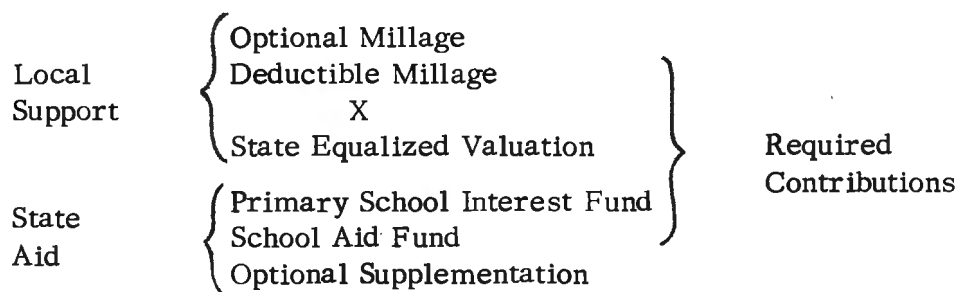 Local
Support
Optional Millage
Deductible Millage
X
State Equalized Valuation
State
Aid
Primary School Interest Fund
School Aid Fund
Optional Supplementation
Required
Contributions